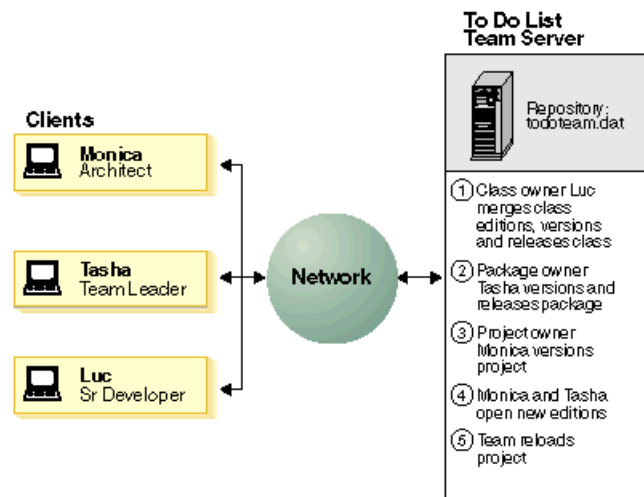 To Do List
Team Server
Repository:
todoteam.dat
Clients
Monica
Architect
Tasha
Team Leader
Luc
Sr Developer
Network
1 Class owner Luc
merges class
editions, versions
and releases class
2 Package owner
Tasha versions and
releases package
3 Project owner
Monica versions
project
4 Monica and Tasha
open new editions
5 Team reloads
project